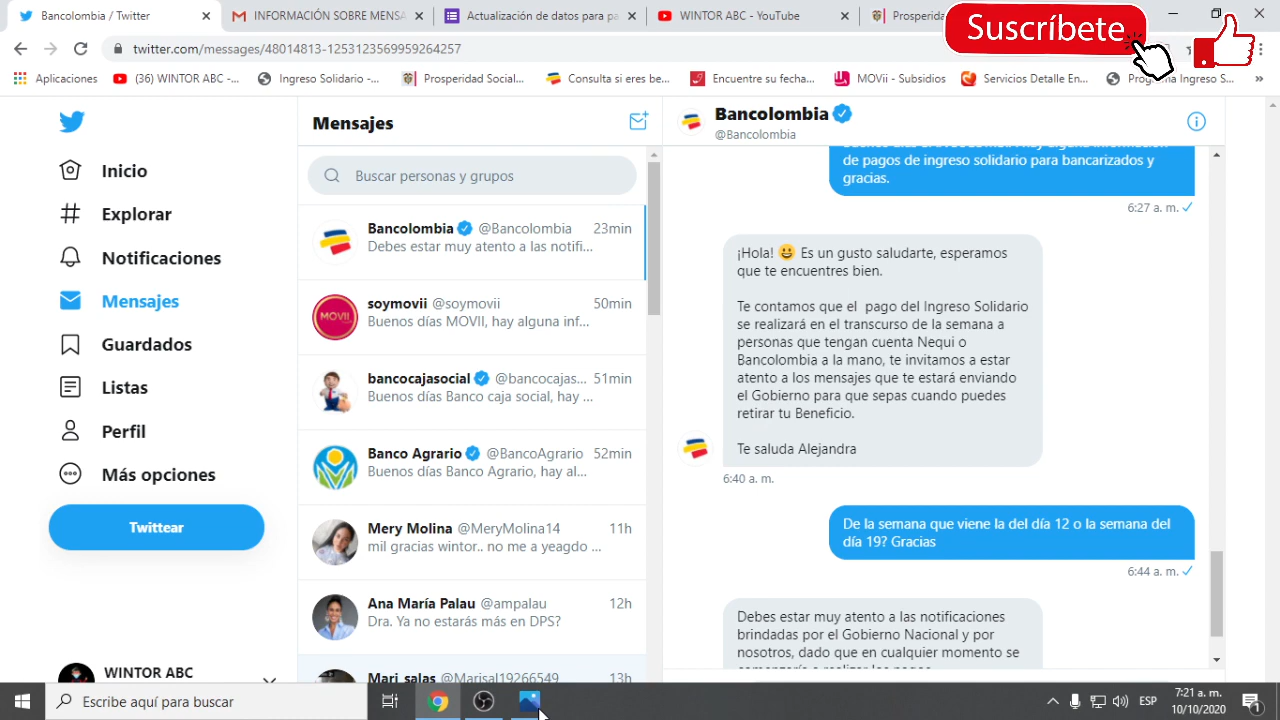 Bancolombia / Twitter
INFORMACIÓN SOBRE MENSA
Actualización de datos para pa
WINTOR ABC - YouTube
Prosperida
Suscríbete
twitter.com/messages/48014813-1253123569959264257
Aplicaciones
(36) WINTOR ABC -...
Ingreso Solidario -...
Prosperidad Social...
Consulta si eres be...
Encuentre su fecha...
MOVii - Subsidios
Servicios Detalle En...
Programa Ingreso S...
Inicio
Explorar
Notificaciones
Mensajes
Guardados
Listas
Perfil
Más opciones
Twittear
WINTOR ABC
Mensajes
Buscar personas y grupos
Bancolombia @Bancolombia 23min
Debes estar muy atento a las notifi...
soymovii @soymovii 50min
Buenos días MOVII, hay alguna inf...
MOVII
bancocajasocial @bancocajas... 51min
Buenos días Banco caja social, hay ...
Banco Agrario @BancoAgrario 52min
Buenos días Banco Agrario, hay al...
Mery Molina @MeryMolina14 11h
mil gracias wintor.. no me a yeagdo ...
Ana María Palau @ampalau 12h
Dra. Ya no estarás más en DPS?
Mari_salas @Marisal19266549 13h
Bancolombia
@Bancolombia
de pagos de ingreso solidario para bancarizados y
gracias.
6:27 a. m.
¡Hola! 😃 Es un gusto saludarte, esperamos
que te encuentres bien.
Te contamos que el pago del Ingreso Solidario
se realizará en el transcurso de la semana a
personas que tengan cuenta Nequi o
Bancolombia a la mano, te invitamos a estar
atento a los mensajes que te estará enviando
el Gobierno para que sepas cuando puedes
retirar tu Beneficio.
Te saluda Alejandra
6:40 a. m.
De la semana que viene la del día 12 o la semana del
día 19? Gracias
6:44 a. m.
Debes estar muy atento a las notificaciones
brindadas por el Gobierno Nacional y por
nosotros, dado que en cualquier momento se
Escribe aquí para buscar
ESP
7:21 a. m.
10/10/2020
1